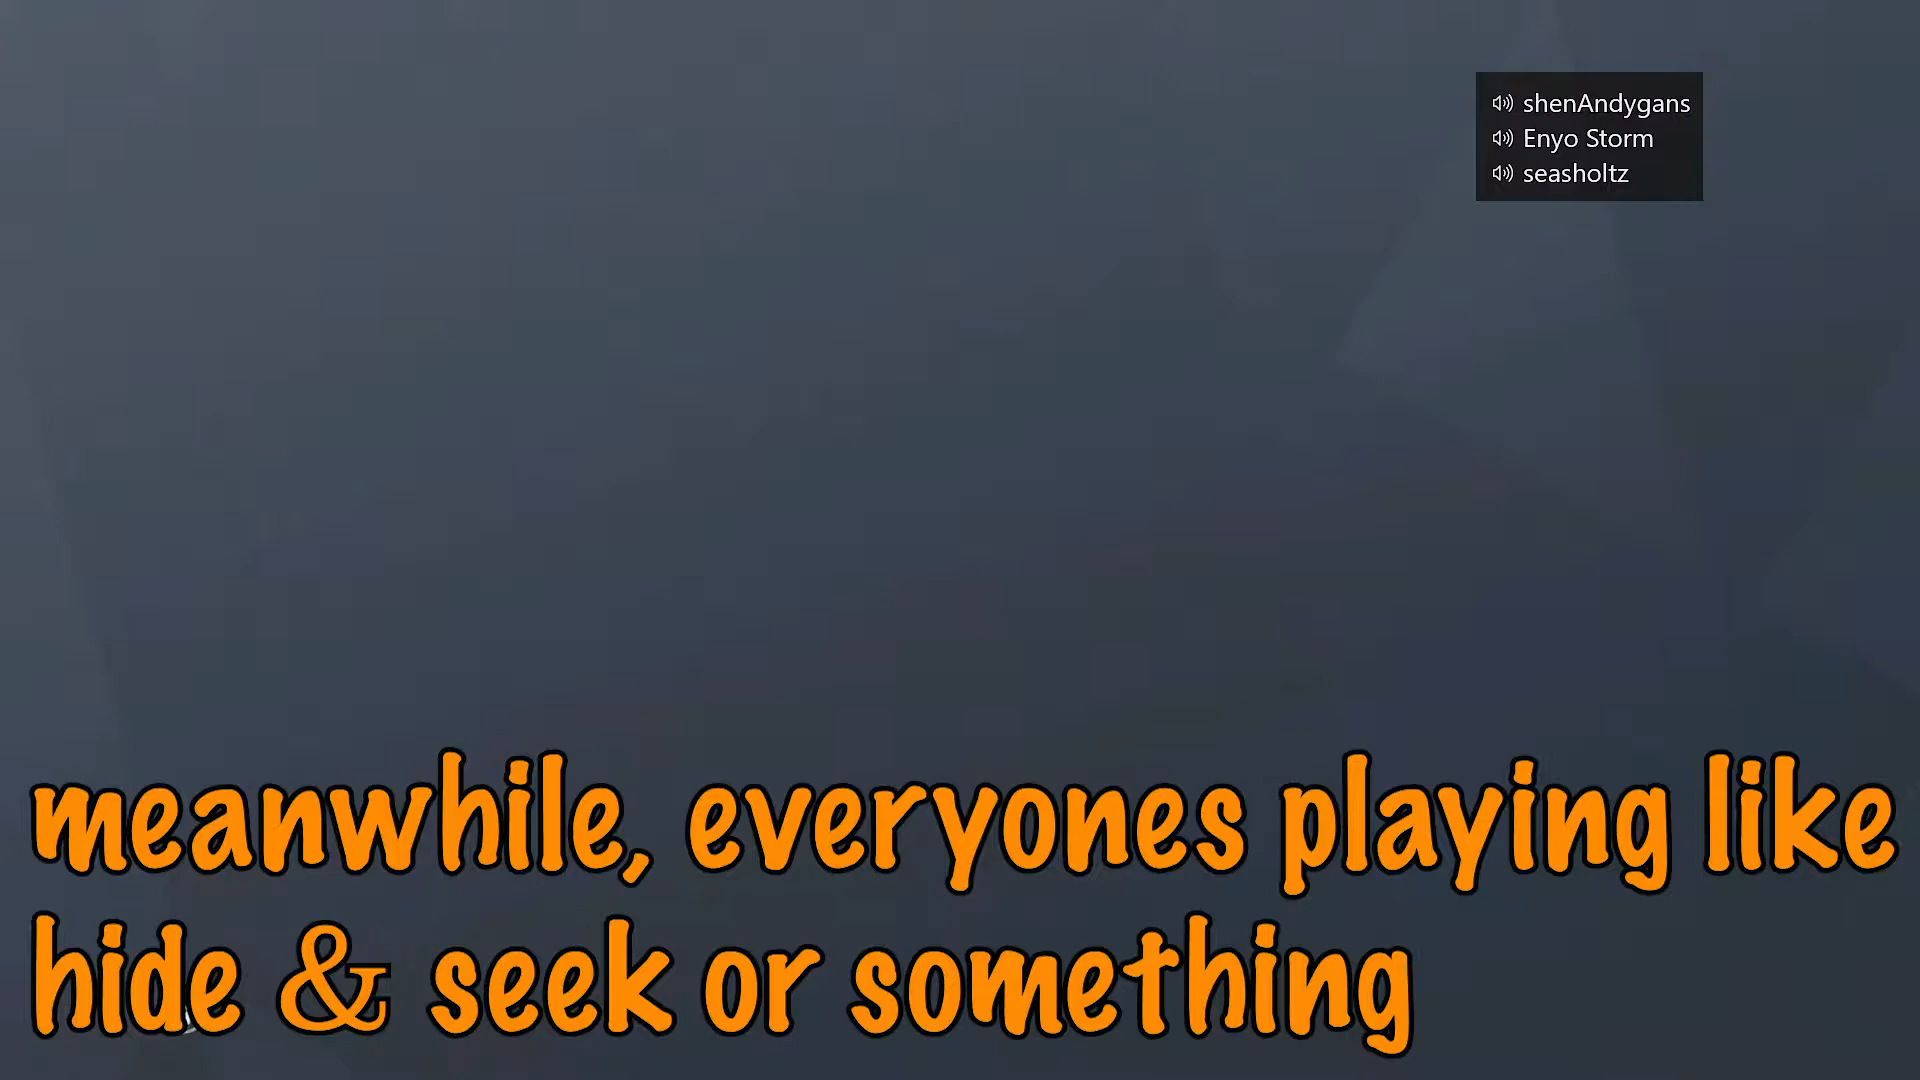 shenAndygans
Enyo Storm
seasholtz
meanwhile, everyones playing like
hide & seek or something